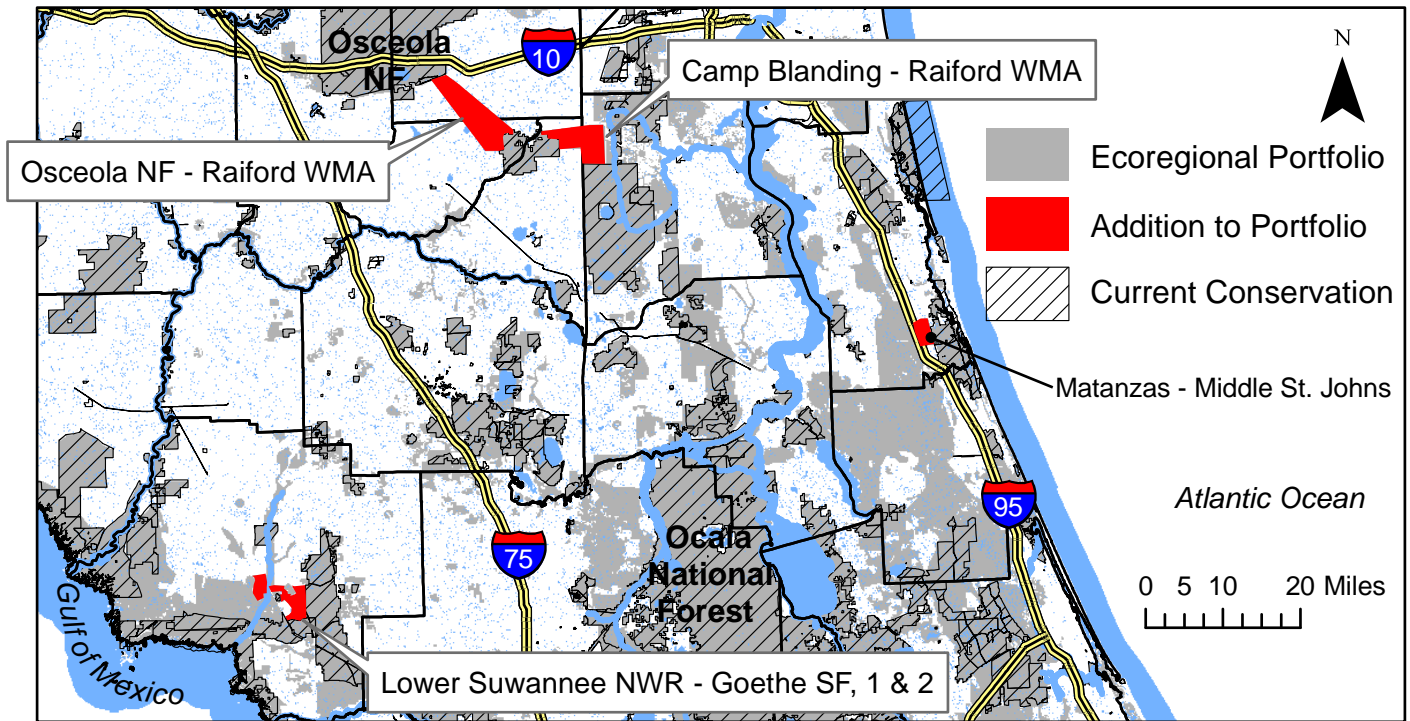 Osceola
NF
10
Camp Blanding - Raiford WMA
N
Osceola NF - Raiford WMA
Ecoregional Portfolio
Addition to Portfolio
Current Conservation
Matanzas - Middle St. Johns
Atlantic Ocean
95
75
Ocala
National
Forest
0 5 10 20 Miles
Gulf of Mexico
Lower Suwannee NWR - Goethe SF, 1 & 2